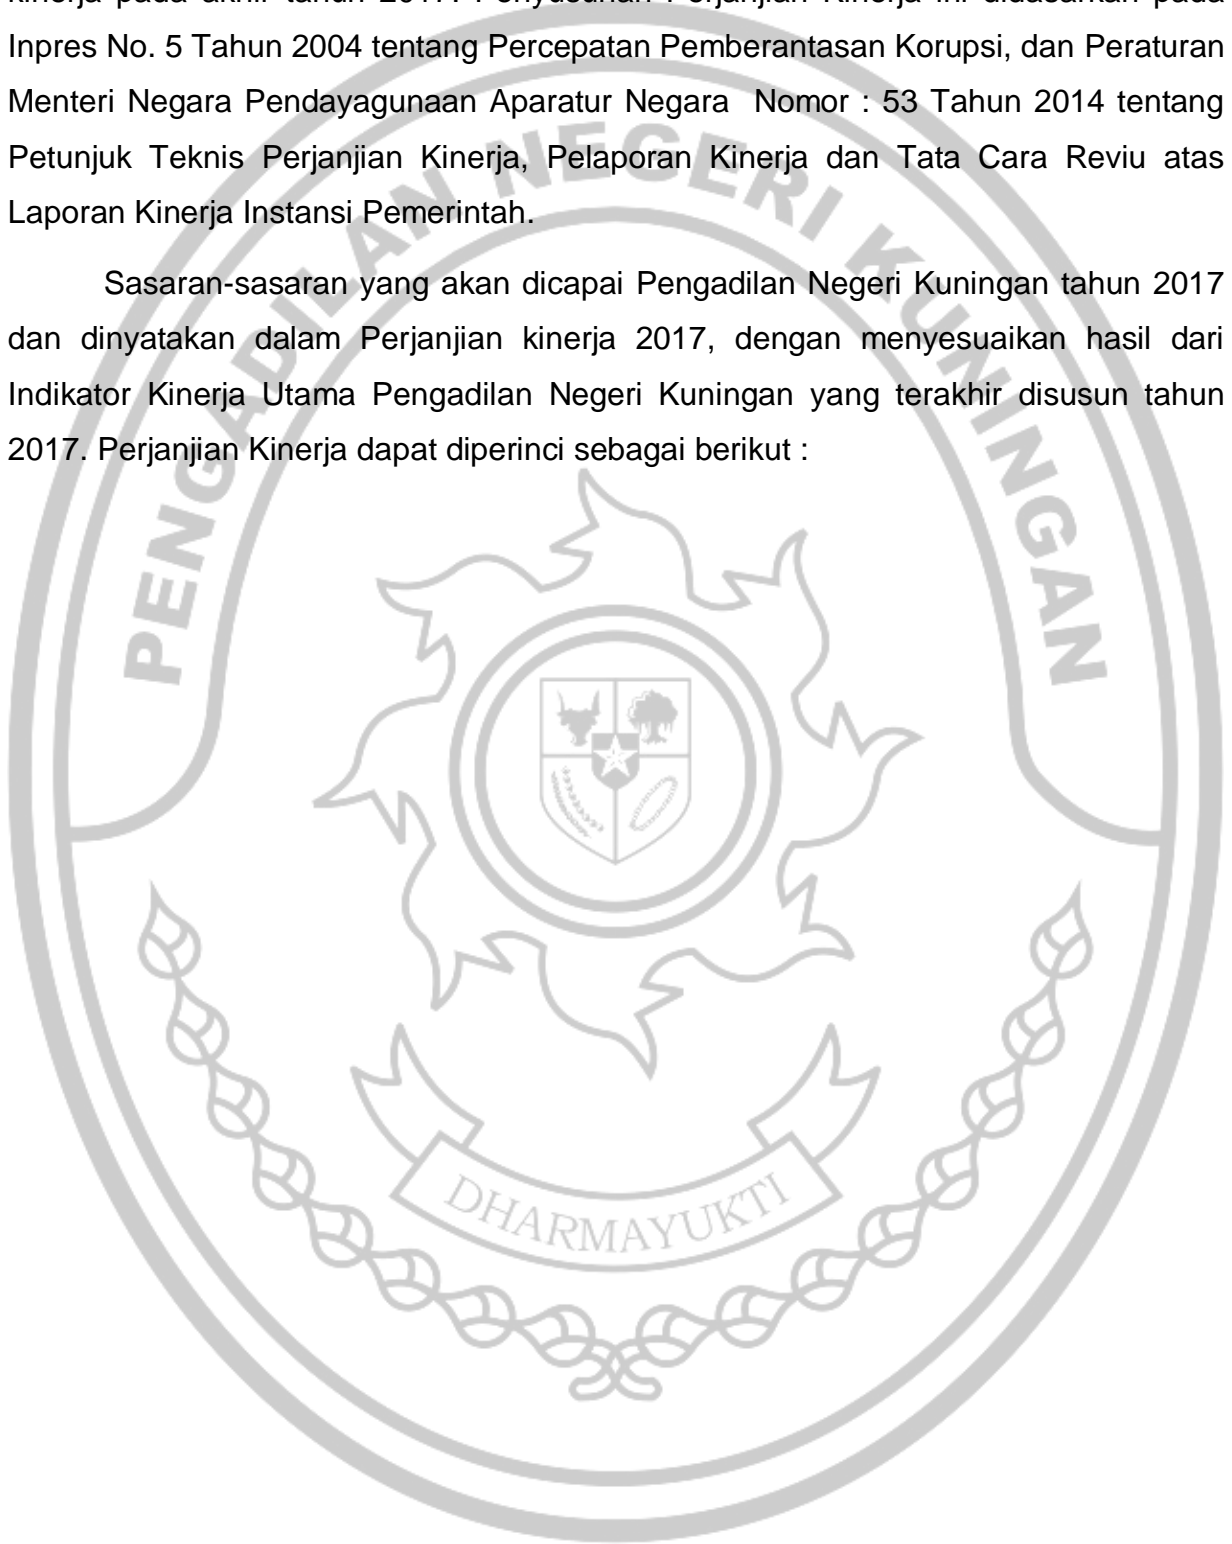 kinerja pada akhir tahun 2017. Penyusunan Perjanjian Kinerja ini didasarkan pada
Inpres No. 5 Tahun 2004 tentang Percepatan Pemberantasan Korupsi, dan Peraturan
Menteri Negara Pendayagunaan Aparatur Negara Nomor : 53 Tahun 2014 tentang
Petunjuk Teknis Perjanjian Kinerja, Pelaporan Kinerja dan Tata Cara Reviu atas
Laporan Kinerja Instansi Pemerintah.
Sasaran-sasaran yang akan dicapai Pengadilan Negeri Kuningan tahun 2017
dan dinyatakan dalam Perjanjian kinerja 2017, dengan menyesuaikan hasil dari
Indikator Kinerja Utama Pengadilan Negeri Kuningan yang terakhir disusun tahun
2017. Perjanjian Kinerja dapat diperinci sebagai berikut :
PENGADILAN NEGERI KUNINGAN
DHARMAYUKTI